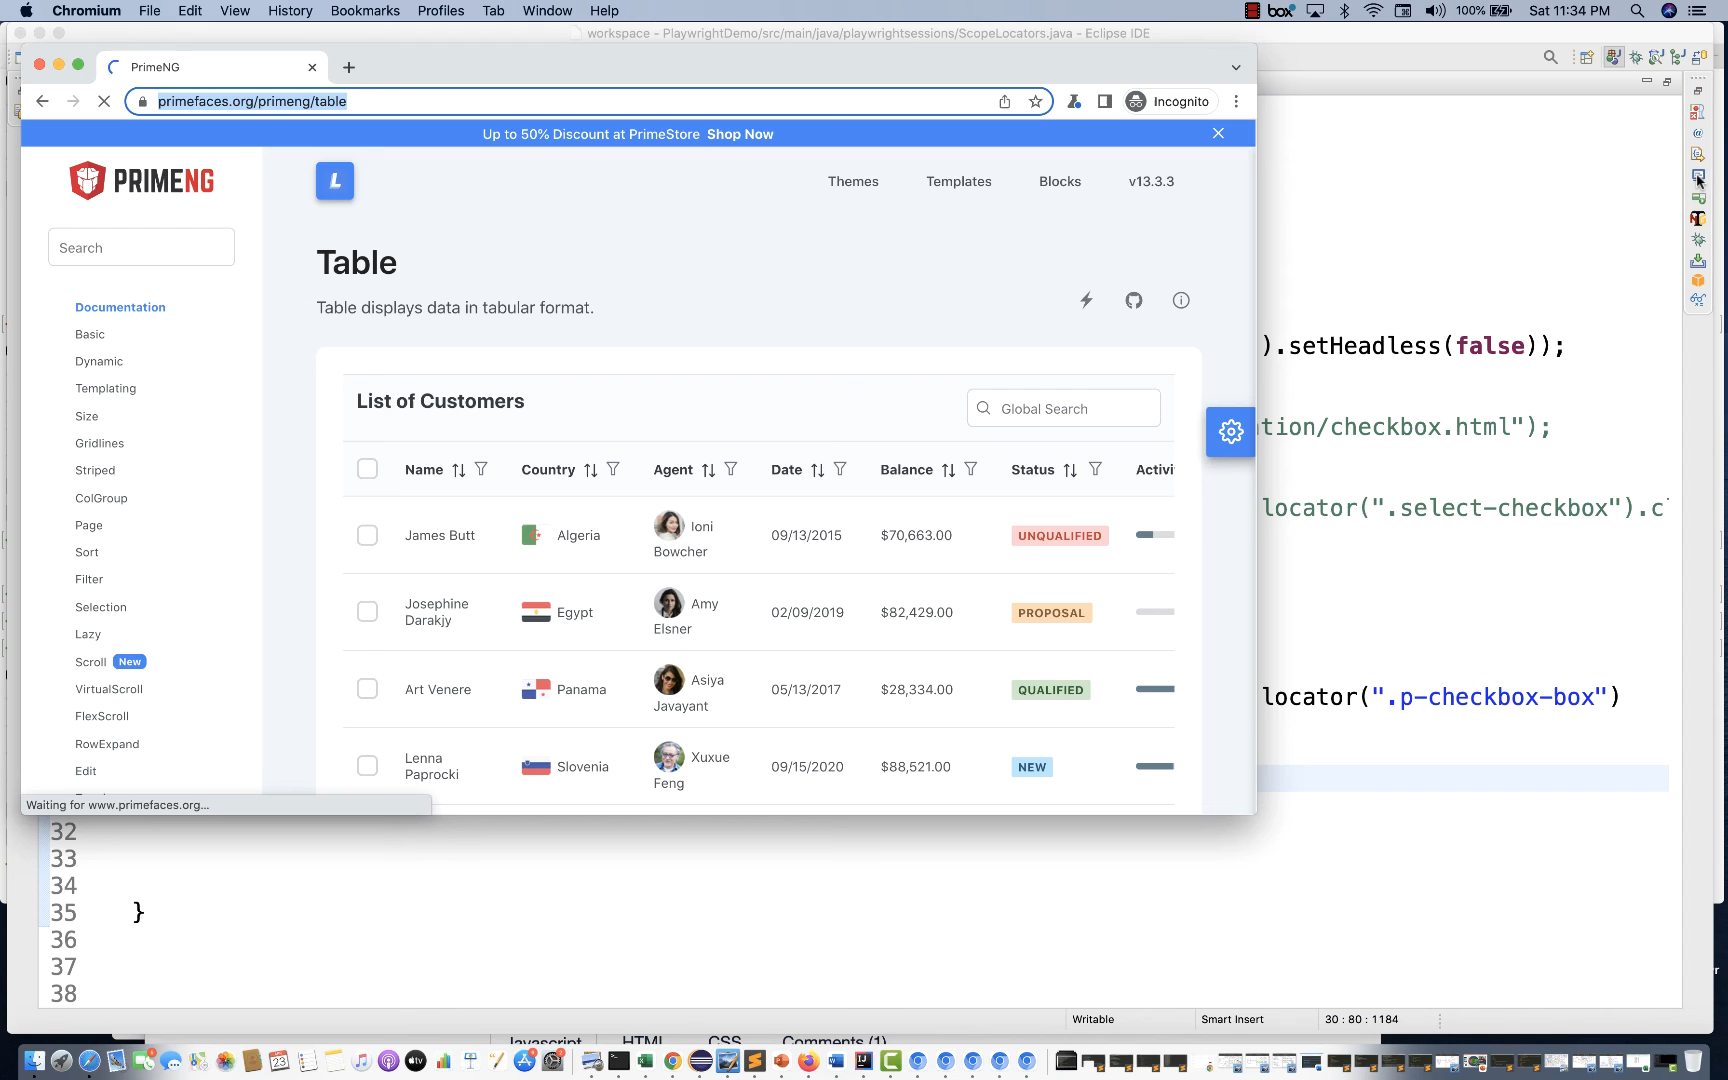 Chromium File Edit View History Bookmarks Profiles Tab Window Help box 100% Sat 11:34 PM
workspace - PlaywrightDemo/src/main/java/playwrightsessions/ScopeLocators.java - Eclipse IDE
PrimeNG
primefaces.org/primeng/table
Incognito
Up to 50% Discount at PrimeStore Shop Now
PRIMENG
L
Themes Templates Blocks v13.3.3
Search
Table
Table displays data in tabular format.
Documentation
Basic
Dynamic
Templating
Size
Gridlines
Striped
ColGroup
Page
Sort
Filter
Selection
Lazy
Scroll New
VirtualScroll
FlexScroll
RowExpand
Edit
List of Customers
Global Search
Name Country Agent Date Balance Status Activi
James Butt Algeria Ioni Bowcher 09/13/2015 $70,663.00 UNQUALIFIED
Josephine Darakjy Egypt Amy Elsner 02/09/2019 $82,429.00 PROPOSAL
Art Venere Panama Asiya Javayant 05/13/2017 $28,334.00 QUALIFIED
Lenna Paprocki Slovenia Xuxue Feng 09/15/2020 $88,521.00 NEW
Waiting for www.primefaces.org...
).setHeadless(false));
tion/checkbox.html");
locator(".select-checkbox").c
locator(".p-checkbox-box")
32
33
34
35 }
36
37
38
Writable Smart Insert 30 : 80 : 1184
Javascript HTML CSS Comments (1)